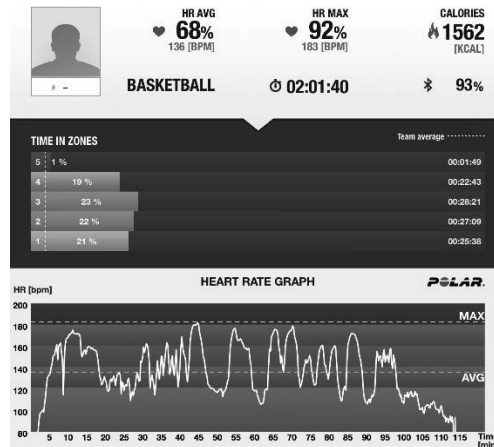 HR AVG
68%
136 [BPM]
HR MAX
92%
183 [BPM]
CALORIES
1562
[KCAL]
BASKETBALL
02:01:40
93%
TIME IN ZONES
Team average
5 1 % 00:01:49
4 19 % 00:22:43
3 23 % 00:28:21
2 22 % 00:27:09
1 21 % 00:25:38
HEART RATE GRAPH
POLAR.
HR [bpm]
200
180
160
140
120
100
80
MAX
AVG
5 10 15 20 25 30 35 40 45 50 55 60 65 70 75 80 85 90 95 100 105 110 115 Time
[min]